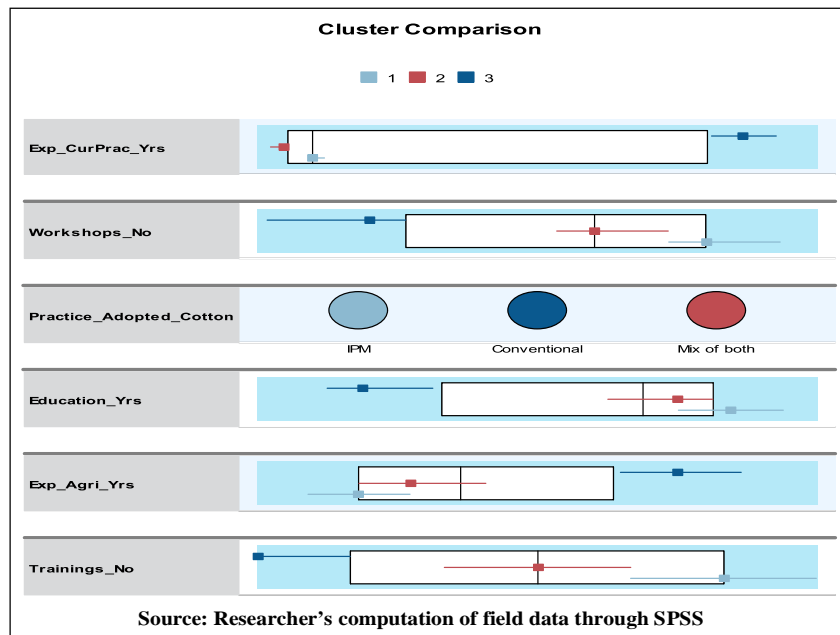 Cluster Comparison
1 2 3
Exp_CurPrac_Yrs
Workshops_No
Practice_Adopted_Cotton
IPM Conventional Mix of both
Education_Yrs
Exp_Agri_Yrs
Trainings_No
Source: Researcher's computation of field data through SPSS